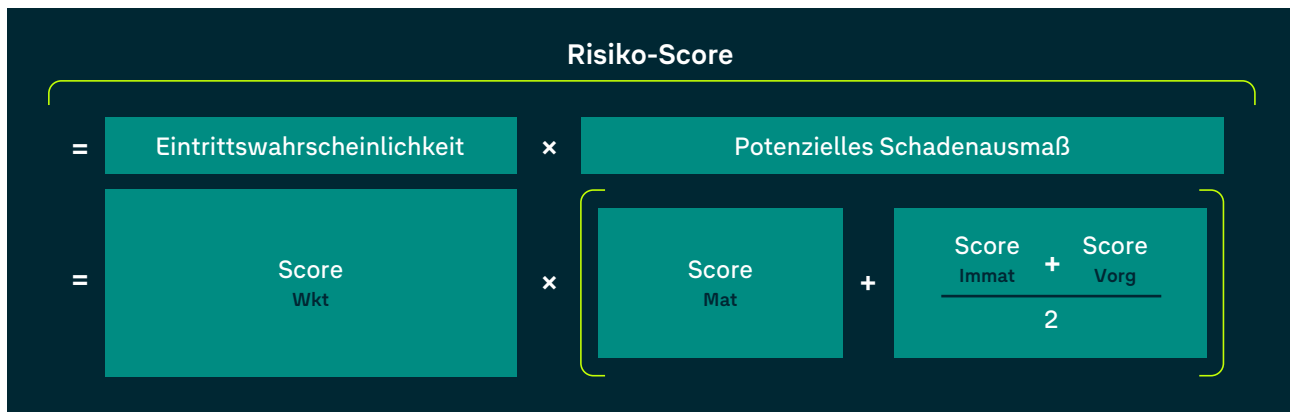 Risiko-Score
= Eintrittswahrscheinlichkeit × Potenzielles Schadenausmaß
= Score Wkt × [ Score Mat + Score Immat + Score Vorg
2 ]